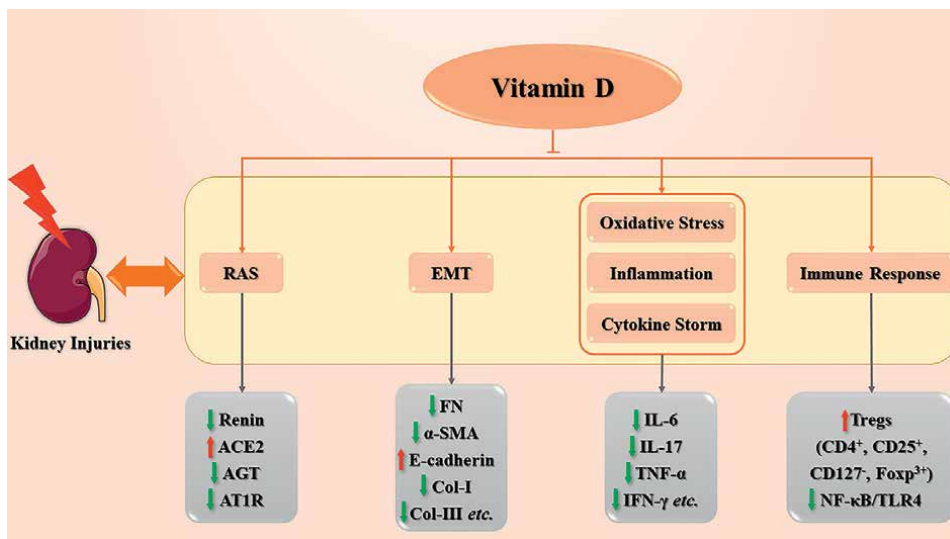 Vitamin D
Oxidative Stress
RAS
EMT
Inflammation
Immune Response
Cytokine Storm
Kidney Injuries
↓Renin
↑ACE2
↓AGT
↓AT1R
↓FN
↓α-SMA
↑E-cadherin
↓Col-I
↓Col-III etc.
↓IL-6
↓IL-17
↓TNF-α
↓IFN-γ etc.
↑Tregs
(CD4⁺, CD25⁺,
CD127⁻, Foxp³⁺)
↓NF-κB/TLR4